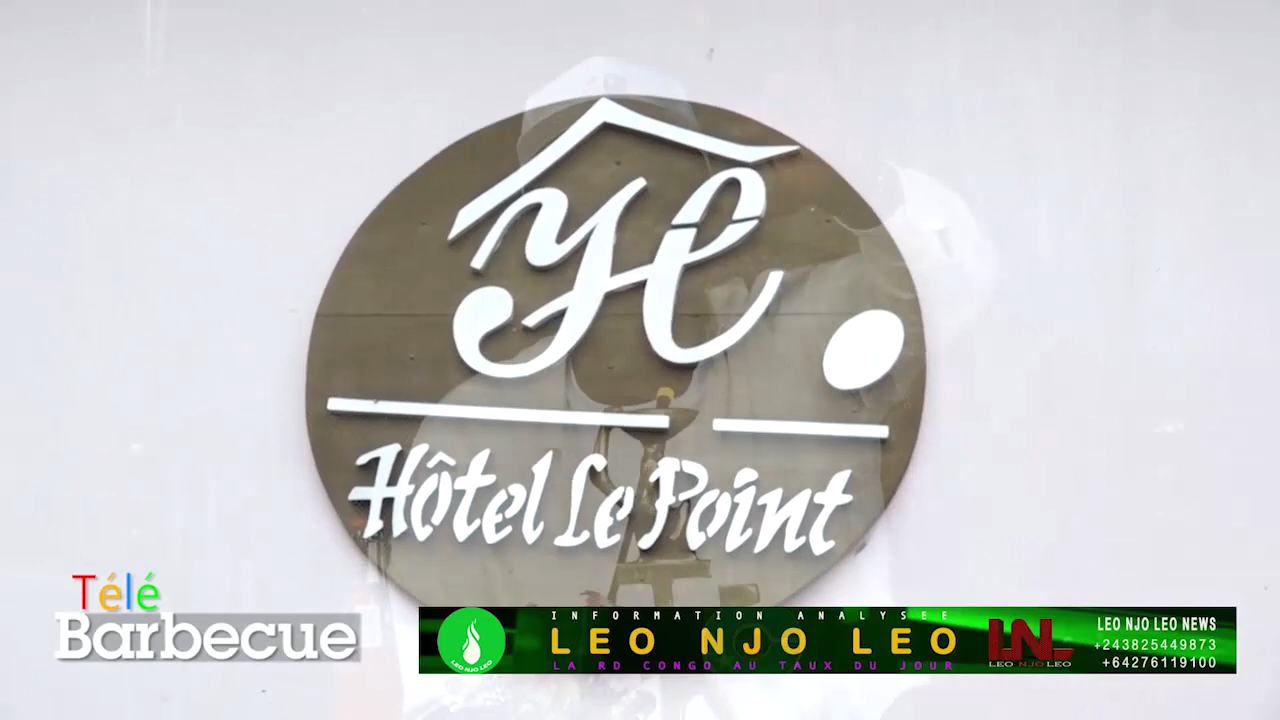 Hôtel Le Point
Télé
Barbecue
INFORMATION ANALYSEE
LEO NJO LEO
LA RD CONGO AU TAUX DU JOUR
LEO NJO LEO
LNL
LEO NJO LEO
LEO NJO LEO NEWS
+243825449873
+64276119100